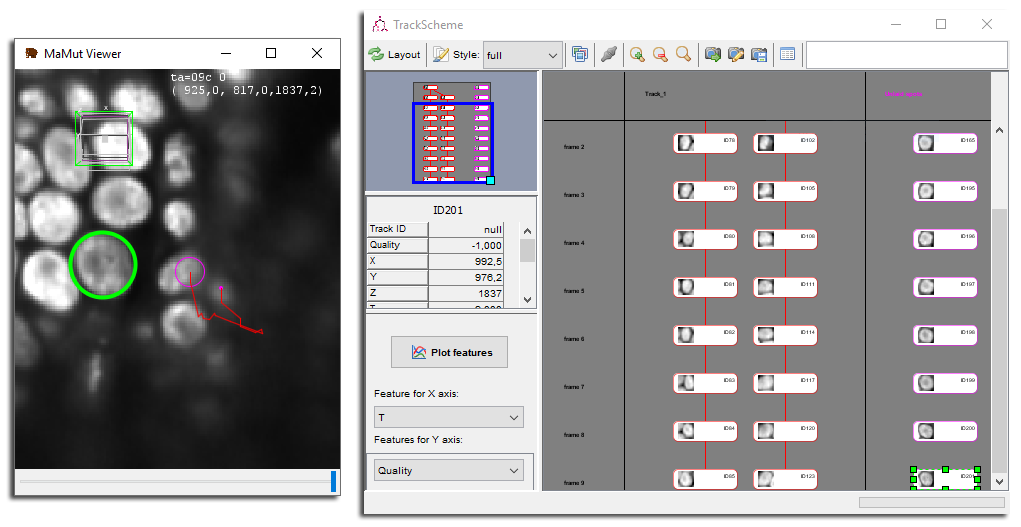 MaMut Viewer
ta=09c 0
( 925,0, 817,0,1837,2)
x
TrackScheme
Layout
Style:
full
ID201
Track ID null
Quality -1,000
X 992,5
Y 976,2
Z 1837
Plot features
Feature for X axis:
T
Features for Y axis:
Quality
Track_1
frame 2 ID78 ID102 ID165
frame 3 ID79 ID105 ID195
frame 4 ID80 ID108 ID196
frame 5 ID81 ID111 ID197
frame 6 ID82 ID114 ID198
frame 7 ID83 ID117 ID199
frame 8 ID84 ID120 ID200
frame 9 ID85 ID123 ID201